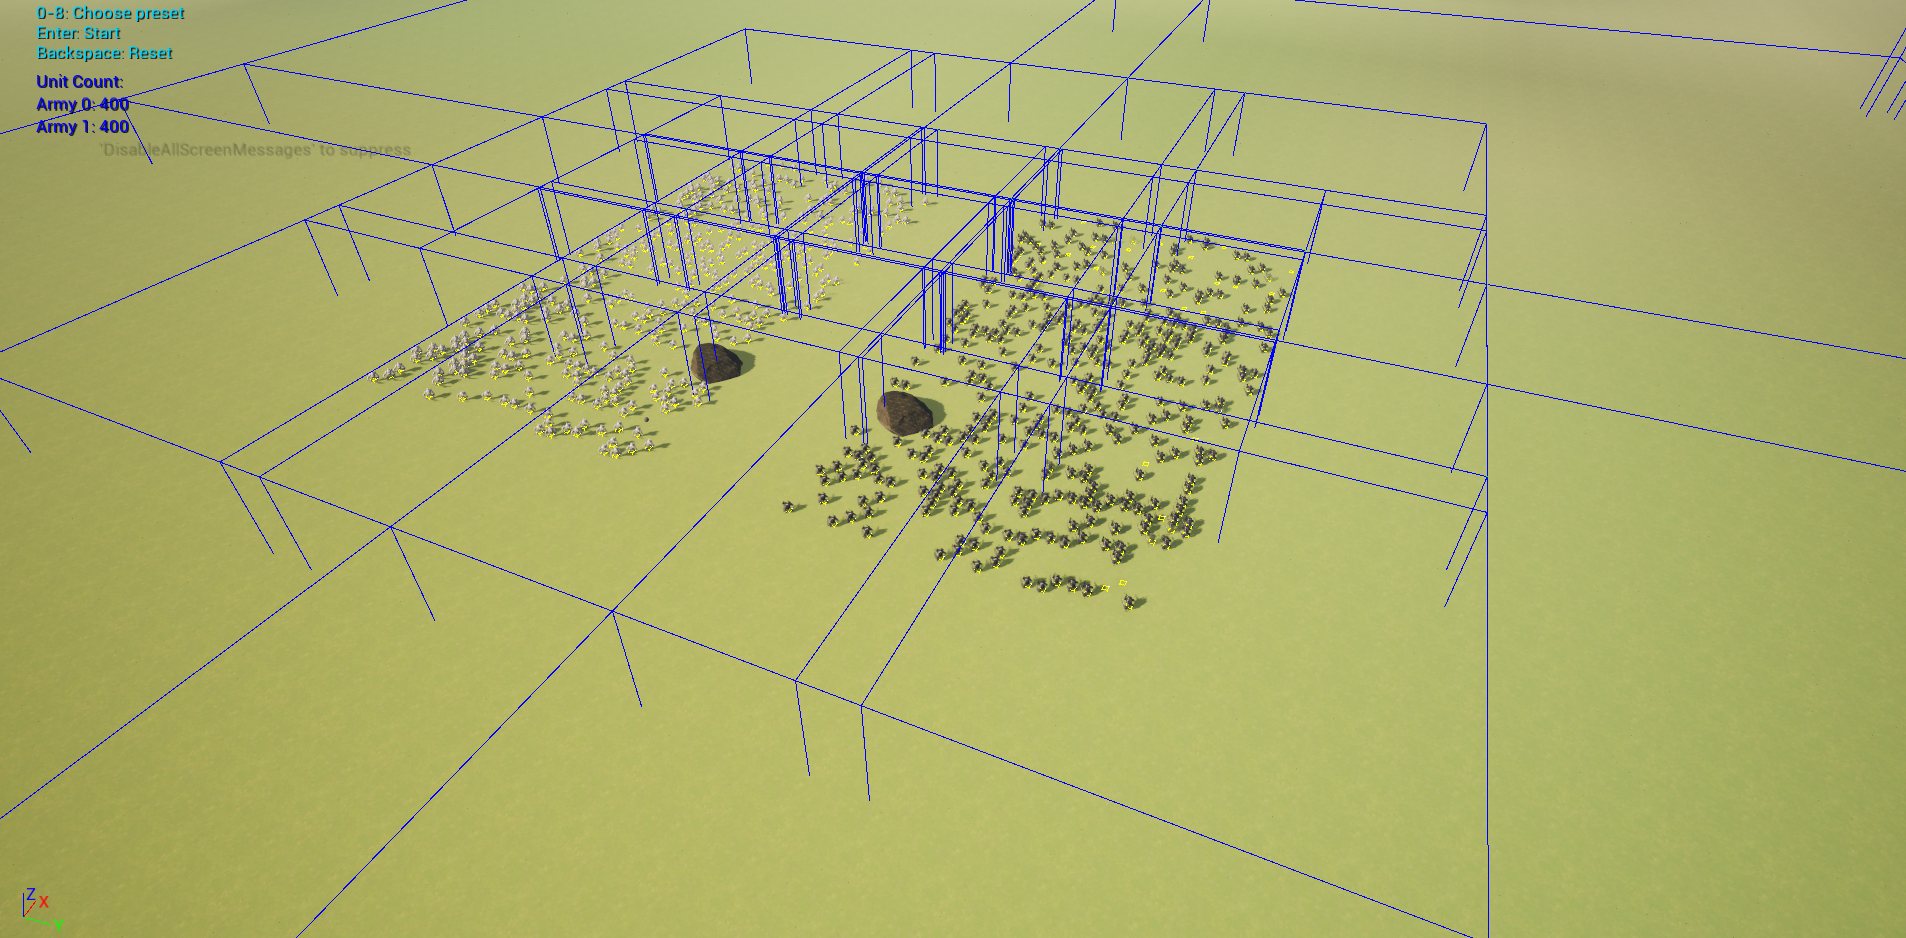 0-8: Choose preset
Enter: Start
Backspace: Reset
Unit Count:
Army 0: 400
Army 1: 400
'DisableAllScreenMessages' to suppress
Z
X
Y